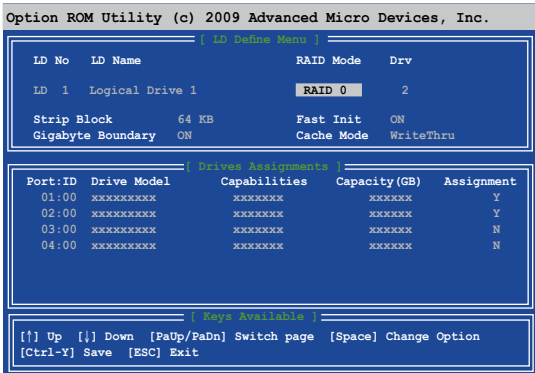 Option ROM Utility (c) 2009 Advanced Micro Devices, Inc.
[ LD Define Menu ]
LD No LD Name RAID Mode Drv
LD 1 Logical Drive 1 RAID 0 2
Strip Block 64 KB Fast Init ON
Gigabyte Boundary ON Cache Mode WriteThru
[ Drives Assignments ]
Port:ID Drive Model Capabilities Capacity(GB) Assignment
01:00 xxxxxxxxx xxxxxxx xxxxxx Y
02:00 xxxxxxxxx xxxxxxx xxxxxx Y
03:00 xxxxxxxxx xxxxxxx xxxxxx N
04:00 xxxxxxxxx xxxxxxx xxxxxx N
[ Keys Available ]
[↑] Up [↓] Down [PaUp/PaDn] Switch page [Space] Change Option
[Ctrl-Y] Save [ESC] Exit